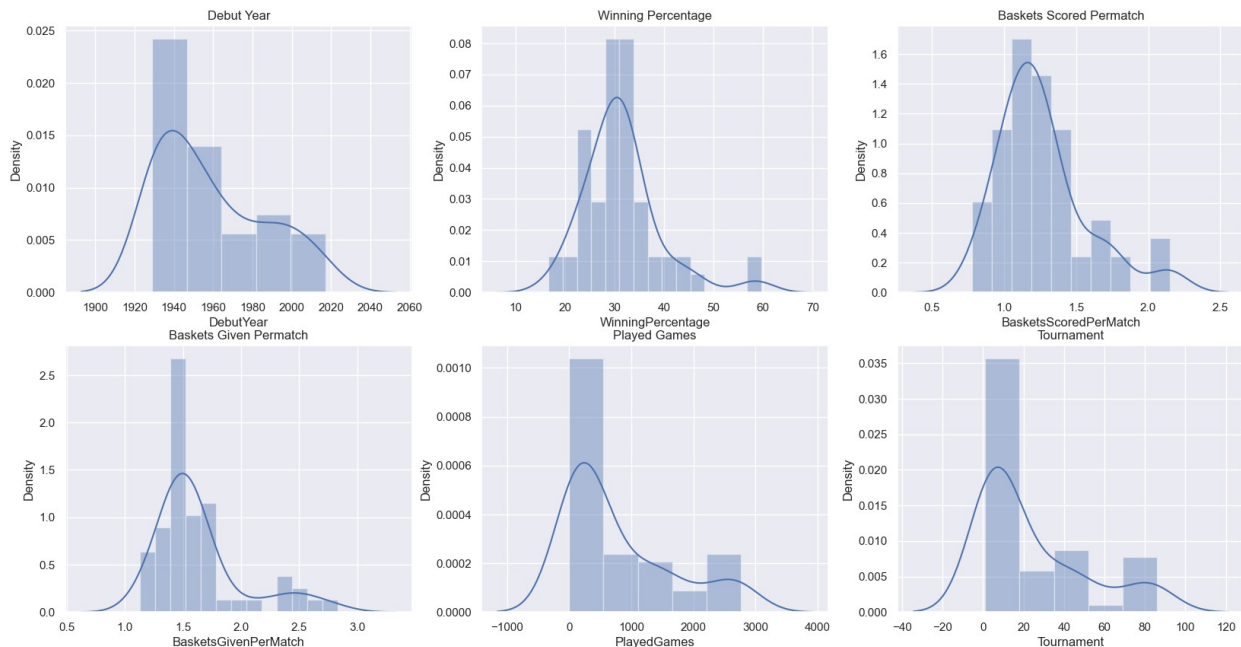 Debut Year
Density
0.025
0.020
0.015
0.010
0.005
0.000
1900 1920 1940 1960 1980 2000 2020 2040 2060
DebutYear
Winning Percentage
Density
0.08
0.07
0.06
0.05
0.04
0.03
0.02
0.01
0.00
10 20 30 40 50 60 70
WinningPercentage
Baskets Scored Permatch
Density
1.6
1.4
1.2
1.0
0.8
0.6
0.4
0.2
0.0
0.5 1.0 1.5 2.0 2.5
BasketsScoredPerMatch
Baskets Given Permatch
Density
2.5
2.0
1.5
1.0
0.5
0.0
0.5 1.0 1.5 2.0 2.5 3.0
BasketsGivenPerMatch
Played Games
Density
0.0010
0.0008
0.0006
0.0004
0.0002
0.0000
−1000 0 1000 2000 3000 4000
PlayedGames
Tournament
Density
0.035
0.030
0.025
0.020
0.015
0.010
0.005
0.000
−40 −20 0 20 40 60 80 100 120
Tournament